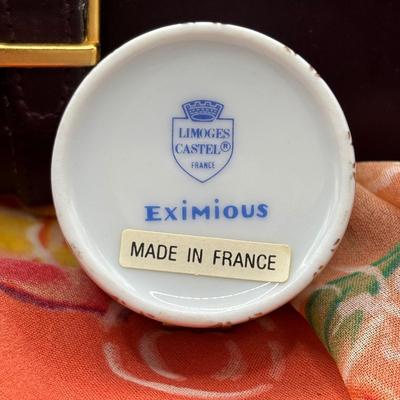 LIMOGES
CASTEL®
FRANCE
EXIMIOUS
MADE IN FRANCE